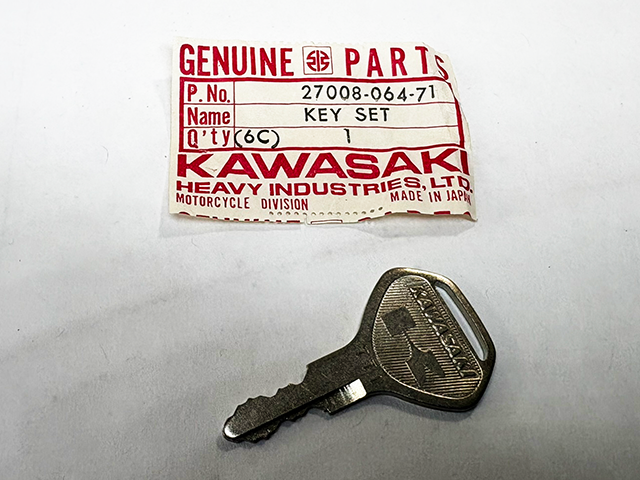 GENUINE PARTS
P. No. 27008-064-71
Name KEY SET
Q'ty (6C) 1
KAWASAKI
HEAVY INDUSTRIES, LTD.
MOTORCYCLE DIVISION MADE IN JAPAN
KAWASAKI